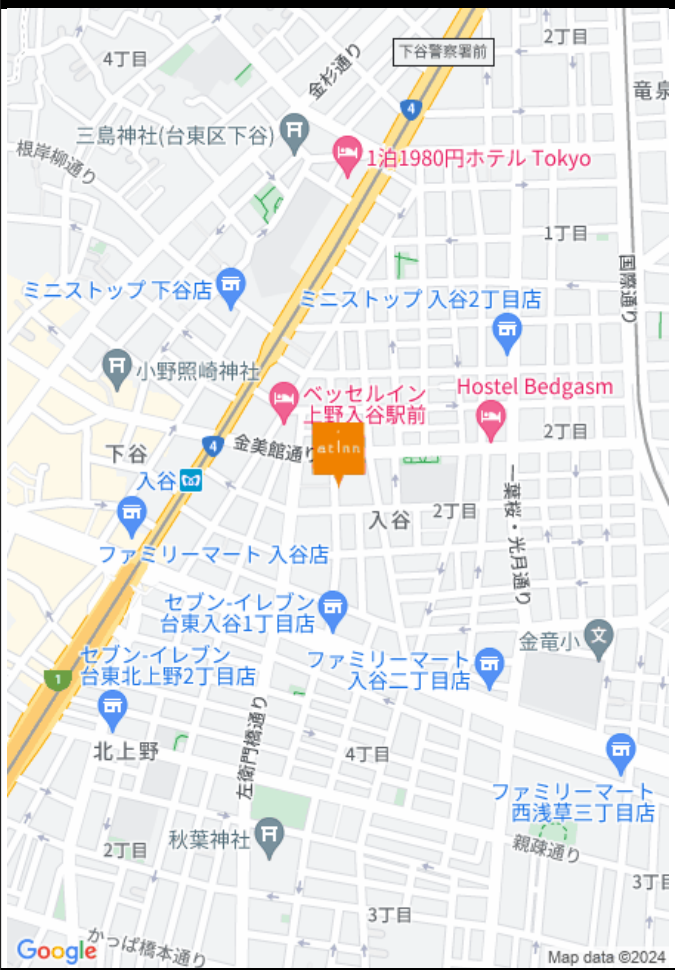 2丁目
4丁目
金杉通り
下谷警察署前
竜泉
4
三島神社(台東区下谷)
根岸柳通り
1泊1980円ホテル Tokyo
1丁目
国際通り
ミニストップ 下谷店
ミニストップ 入谷2丁目店
小野照崎神社
ベッセルイン
上野入谷駅前
Hostel Bedgasm
2丁目
4
金美館通り
at inn
下谷
入谷
一葉桜・光月通り
2丁目
入谷
ファミリーマート 入谷店
セブン-イレブン
台東入谷1丁目店
金竜小
文
セブン-イレブン
台東北上野2丁目店
ファミリーマート
入谷二丁目店
1
左衛門橋通り
北上野
4丁目
ファミリーマート
西浅草三丁目店
秋葉神社
2丁目
親疎通り
3丁目
3丁目
かっぱ橋本通り
Google
Map data ©2024